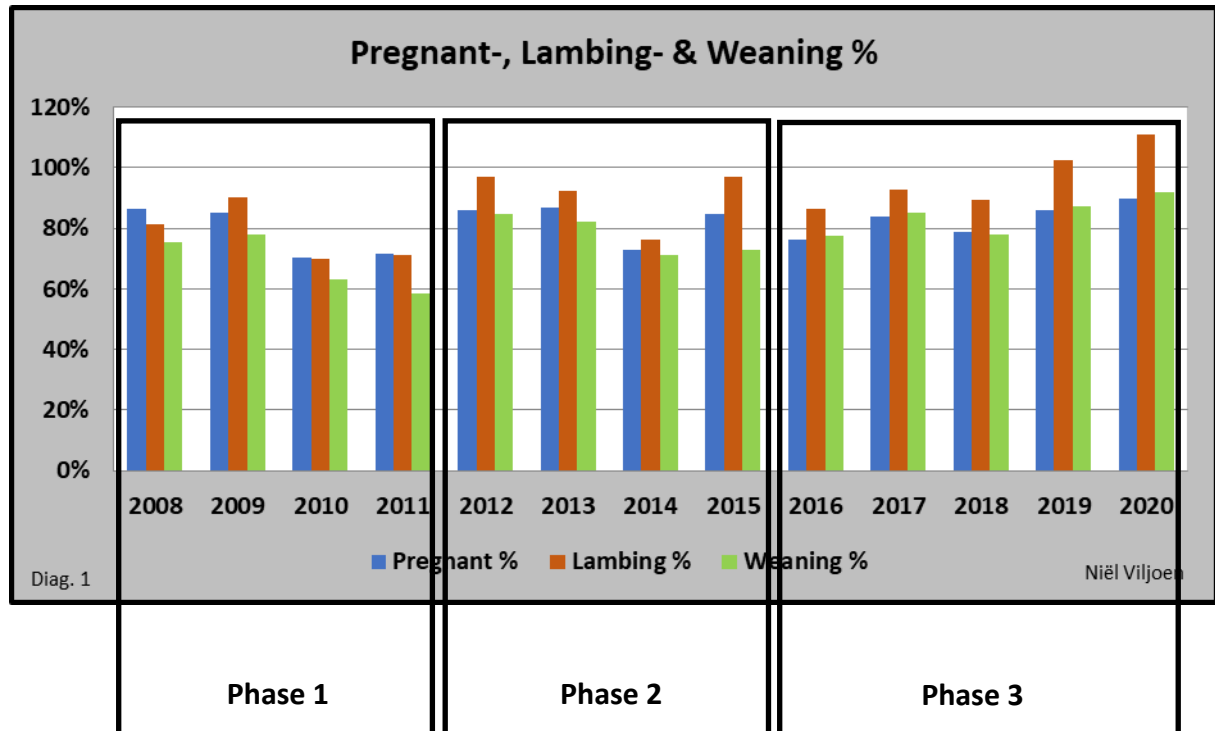 Pregnant-, Lambing- & Weaning %
120%
100%
80%
60%
40%
20%
0%
2008 2009 2010 2011 2012 2013 2014 2015 2016 2017 2018 2019 2020
Pregnant % Lambing % Weaning %
Diag. 1 Niël Viljoen
Phase 1 Phase 2 Phase 3